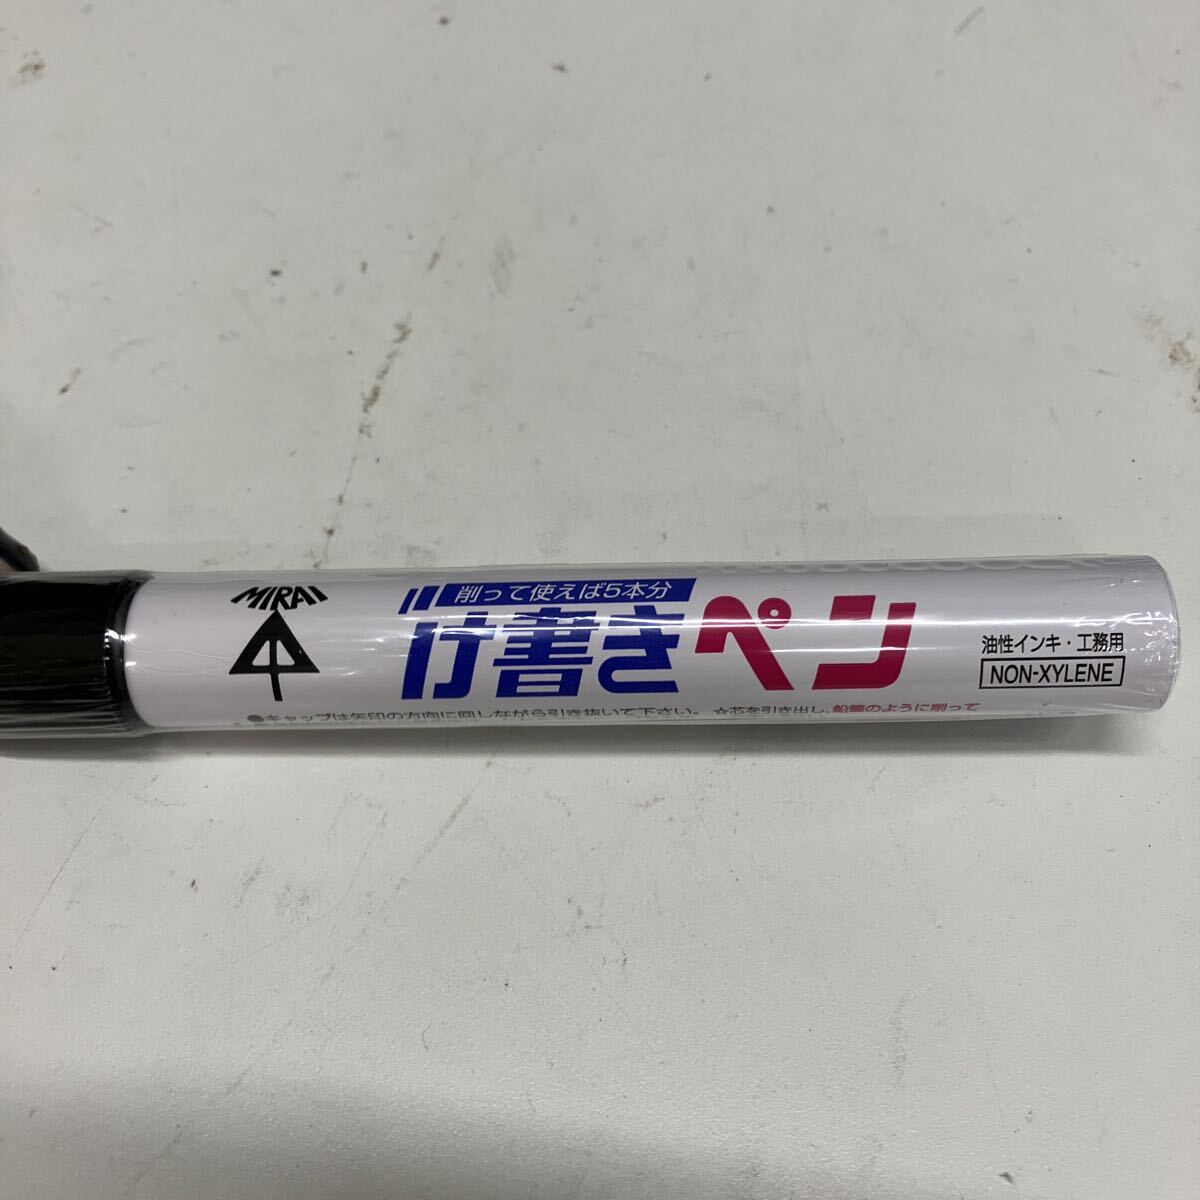 MIRAI
削って使えば5本分
け書きペン
油性インキ・工務用
NON-XYLENE
●キャップは矢印の方向に回しながら引き抜いて下さい。 ☆芯を引き出し、鉛筆のように削って